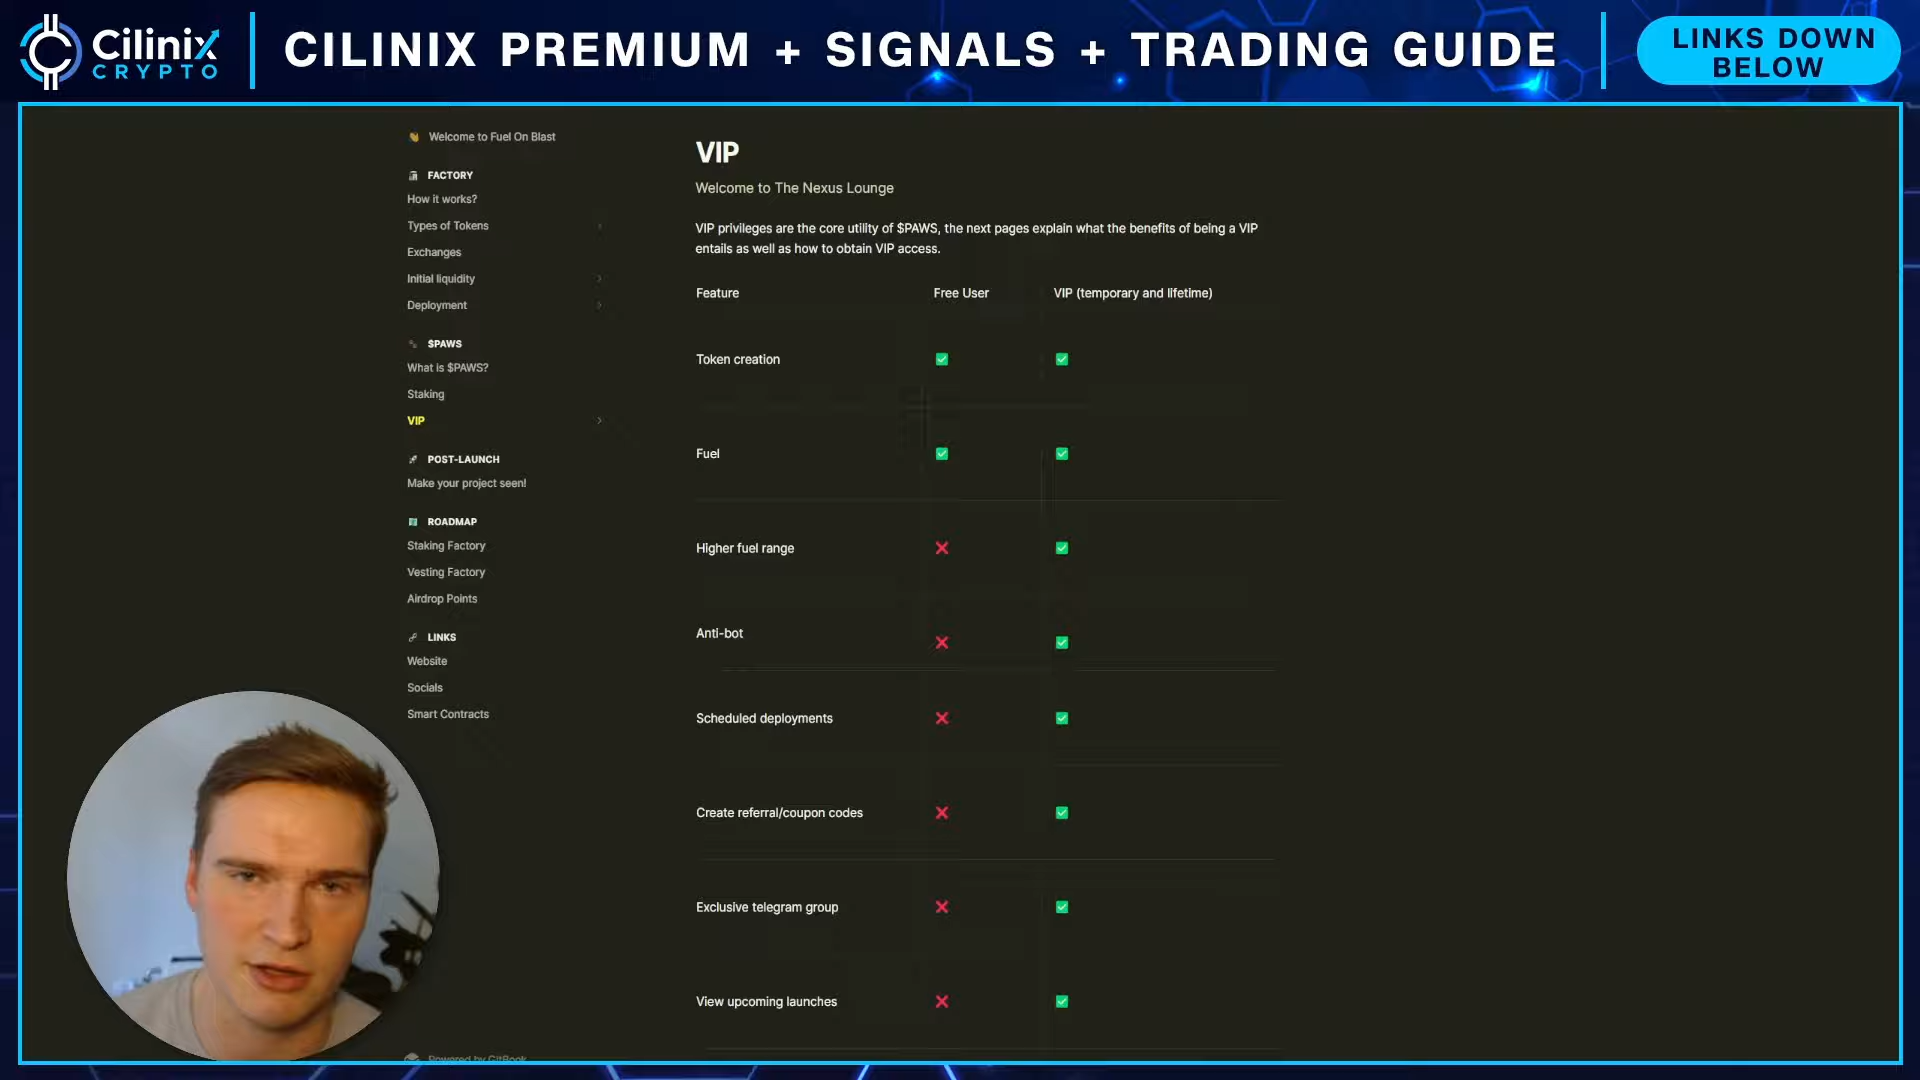 Cilinix
CRYPTO
CILINIX PREMIUM + SIGNALS + TRADING GUIDE
LINKS DOWN
BELOW
Welcome to Fuel On Blast
FACTORY
How it works?
Types of Tokens
Exchanges
Initial liquidity
Deployment
$PAWS
What is $PAWS?
Staking
VIP
POST-LAUNCH
Make your project seen!
ROADMAP
Staking Factory
Vesting Factory
Airdrop Points
LINKS
Website
Socials
Smart Contracts
Powered by GitBook
VIP
Welcome to The Nexus Lounge
VIP privileges are the core utility of $PAWS, the next pages explain what the benefits of being a VIP
entails as well as how to obtain VIP access.
Feature Free User VIP (temporary and lifetime)
Token creation
Fuel
Higher fuel range
Anti-bot
Scheduled deployments
Create referral/coupon codes
Exclusive telegram group
View upcoming launches